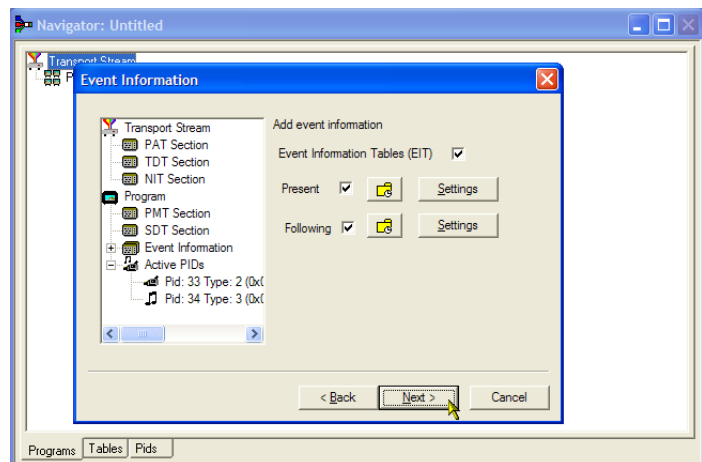 Navigator: Untitled
Transport Stream
P
Event Information
Transport Stream
PAT Section
TDT Section
NIT Section
Program
PMT Section
SDT Section
Event Information
Active PIDs
Pid: 33 Type: 2 (0x0
Pid: 34 Type: 3 (0x0
Add event information
Event Information Tables (EIT)
Present Settings
Following Settings
< Back Next > Cancel
Programs Tables Pids